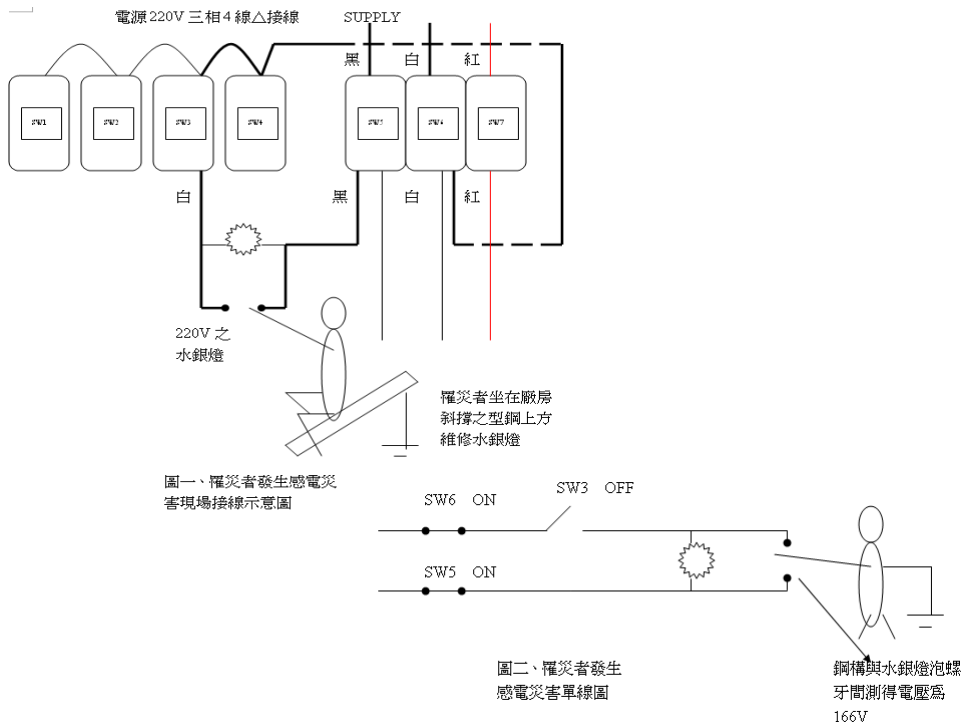 電源220V三相4線△接線
SUPPLY
黑
白
紅
SW1
SW2
SW3
SW4
SW5
SW6
SW7
白
黑
白
紅
220V 之
水銀燈
罹災者坐在廠房
斜撐之型鋼上方
維修水銀燈
圖一、罹災者發生感電災
害現場接線示意圖
SW6 ON
SW3 OFF
SW5 ON
圖二、罹災者發生
感電災害單線圖
鋼構與水銀燈泡螺
牙間測得電壓為
166V